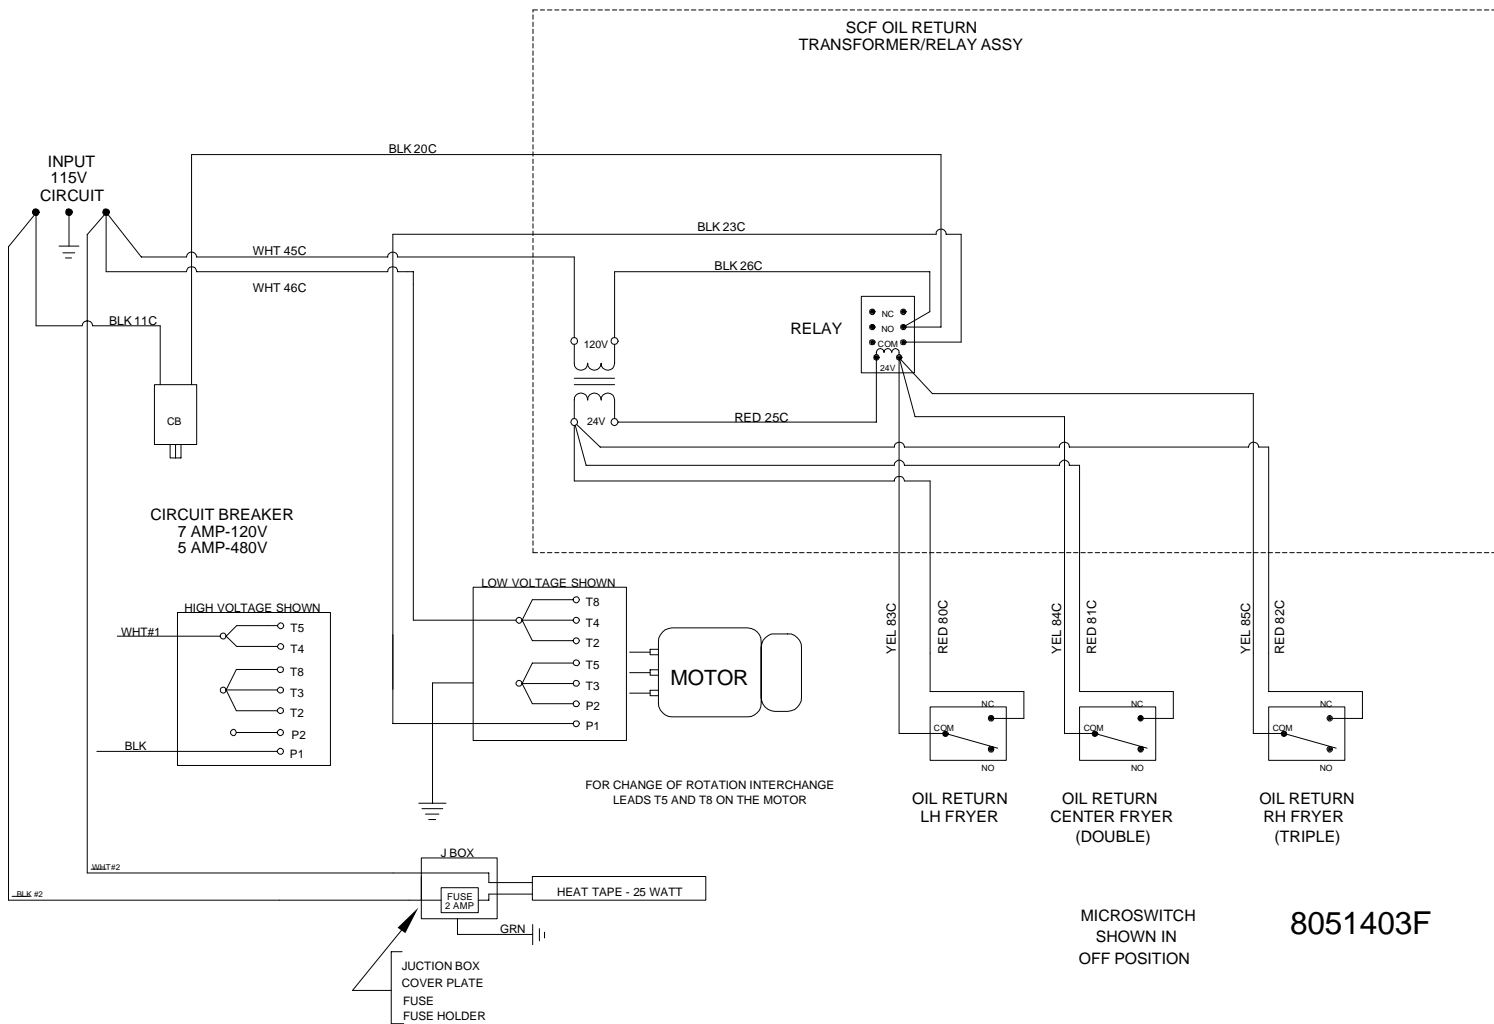 SCF OIL RETURN
TRANSFORMER/RELAY ASSY
BLK 20C
INPUT
115V
CIRCUIT
BLK 23C
WHT 45C
BLK 26C
WHT 46C
BLK 11C
RELAY
NC
NO
COM
24V
120V
24V
RED 25C
CB
CIRCUIT BREAKER
7 AMP-120V
5 AMP-480V
HIGH VOLTAGE SHOWN
WHT#1
T5
T4
T8
T3
T2
P2
BLK
P1
LOW VOLTAGE SHOWN
T8
T4
T2
T5
T3
P2
P1
MOTOR
FOR CHANGE OF ROTATION INTERCHANGE
LEADS T5 AND T8 ON THE MOTOR
YEL 83C
RED 80C
YEL 84C
RED 81C
YEL 85C
RED 82C
NC
COM
NO
NC
COM
NO
NC
COM
NO
OIL RETURN
LH FRYER
OIL RETURN
CENTER FRYER
(DOUBLE)
OIL RETURN
RH FRYER
(TRIPLE)
J BOX
WHT#2
BLK #2
FUSE
2 AMP
HEAT TAPE - 25 WATT
GRN
JUCTION BOX
COVER PLATE
FUSE
FUSE HOLDER
MICROSWITCH
SHOWN IN
OFF POSITION
8051403F